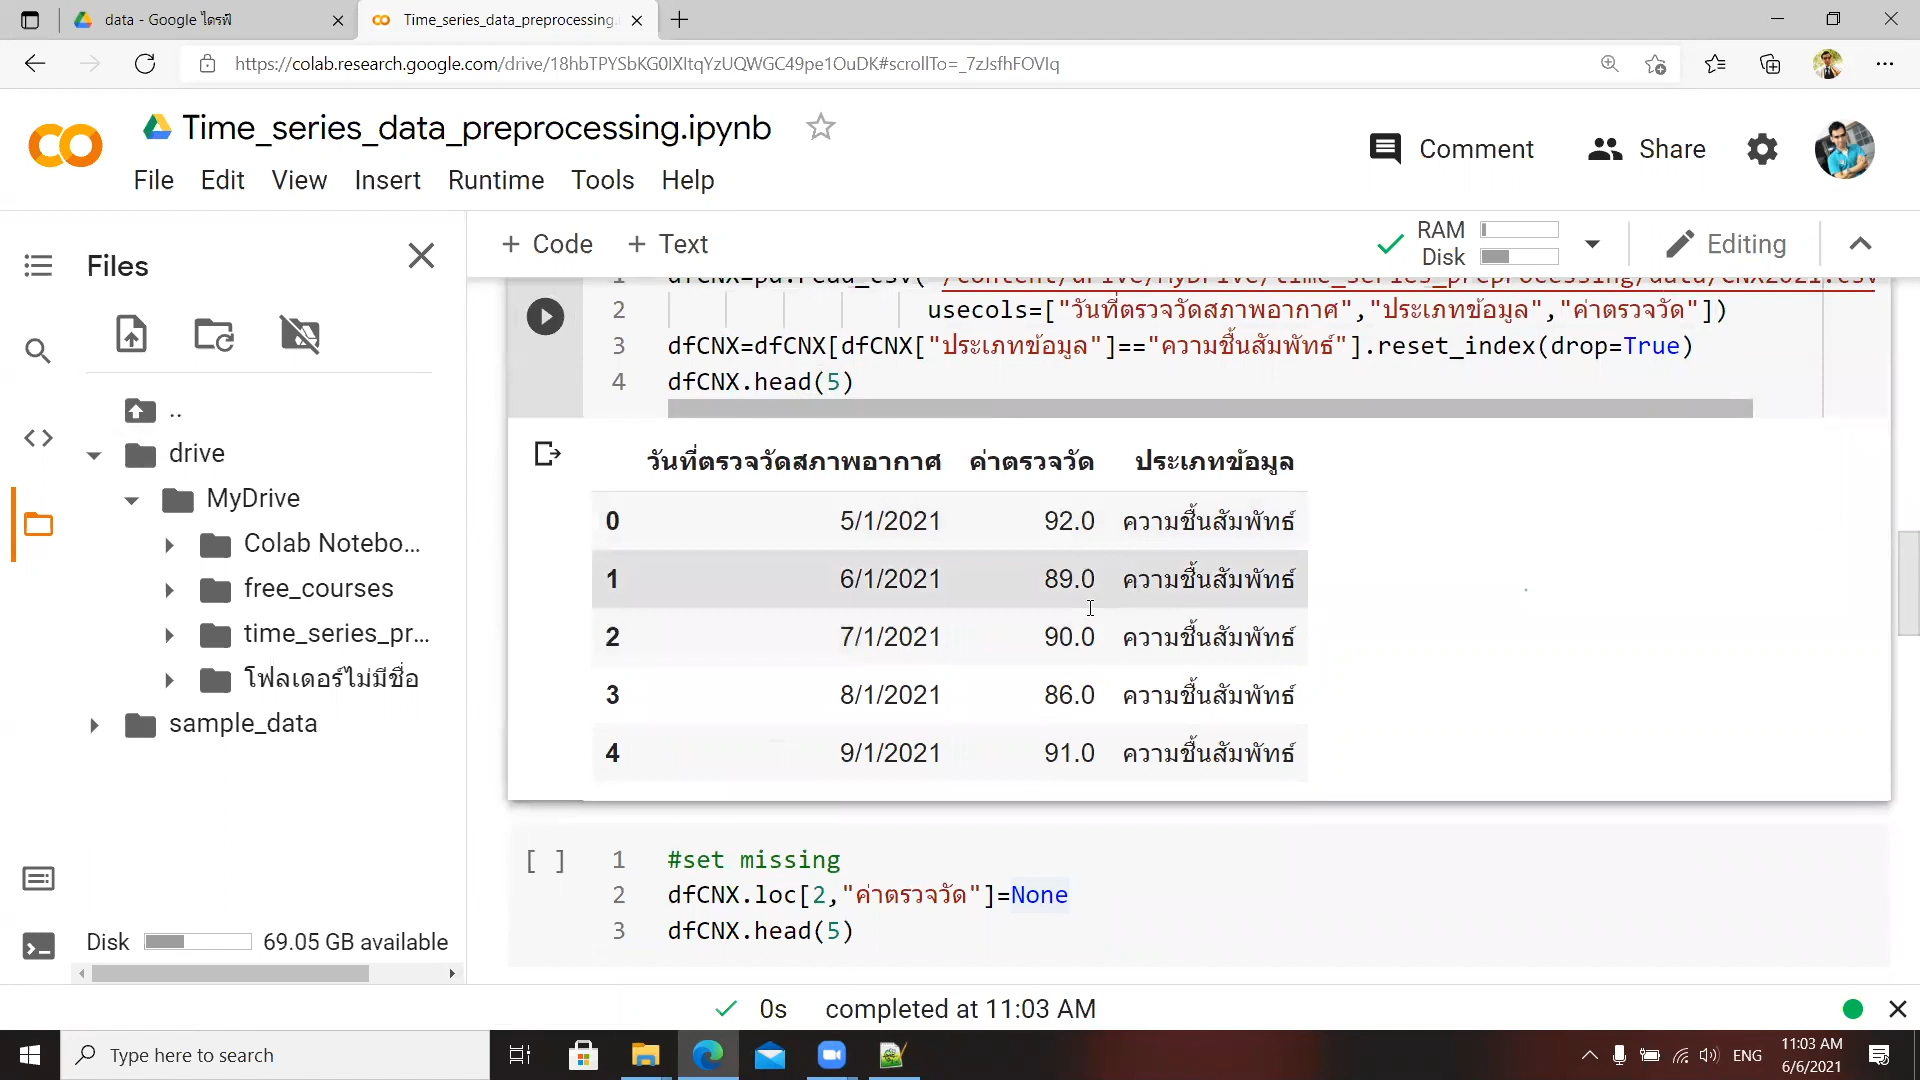 data - Google ไดรฟ์
Time_series_data_preprocessing.
https://colab.research.google.com/drive/18hbTPYSbKG0IXItqYzUQWGC49pe1OuDK#scrollTo=_7zJsfhFOVIq
Time_series_data_preprocessing.ipynb
Comment
Share
File Edit View Insert Runtime Tools Help
+ Code + Text
RAM
Disk
Editing
Files
..
drive
MyDrive
Colab Notebo...
free_courses
time_series_pr...
โฟลเดอร์ไม่มีชื่อ
sample_data
Disk 69.05 GB available
1 dfCNX=pd.read_csv("/content/drive/MyDrive/time_series_preprocessing/data/CNX2021.csv
2 usecols=["วันที่ตรวจวัดสภาพอากาศ","ประเภทข้อมูล","ค่าตรวจวัด"])
3 dfCNX=dfCNX[dfCNX["ประเภทข้อมูล"]=="ความชื้นสัมพัทธ์"].reset_index(drop=True)
4 dfCNX.head(5)
วันที่ตรวจวัดสภาพอากาศ ค่าตรวจวัด ประเภทข้อมูล
0 5/1/2021 92.0 ความชื้นสัมพัทธ์
1 6/1/2021 89.0 ความชื้นสัมพัทธ์
2 7/1/2021 90.0 ความชื้นสัมพัทธ์
3 8/1/2021 86.0 ความชื้นสัมพัทธ์
4 9/1/2021 91.0 ความชื้นสัมพัทธ์
[ ] 1 #set missing
2 dfCNX.loc[2,"ค่าตรวจวัด"]=None
3 dfCNX.head(5)
0s completed at 11:03 AM
Type here to search
ENG
11:03 AM
6/6/2021